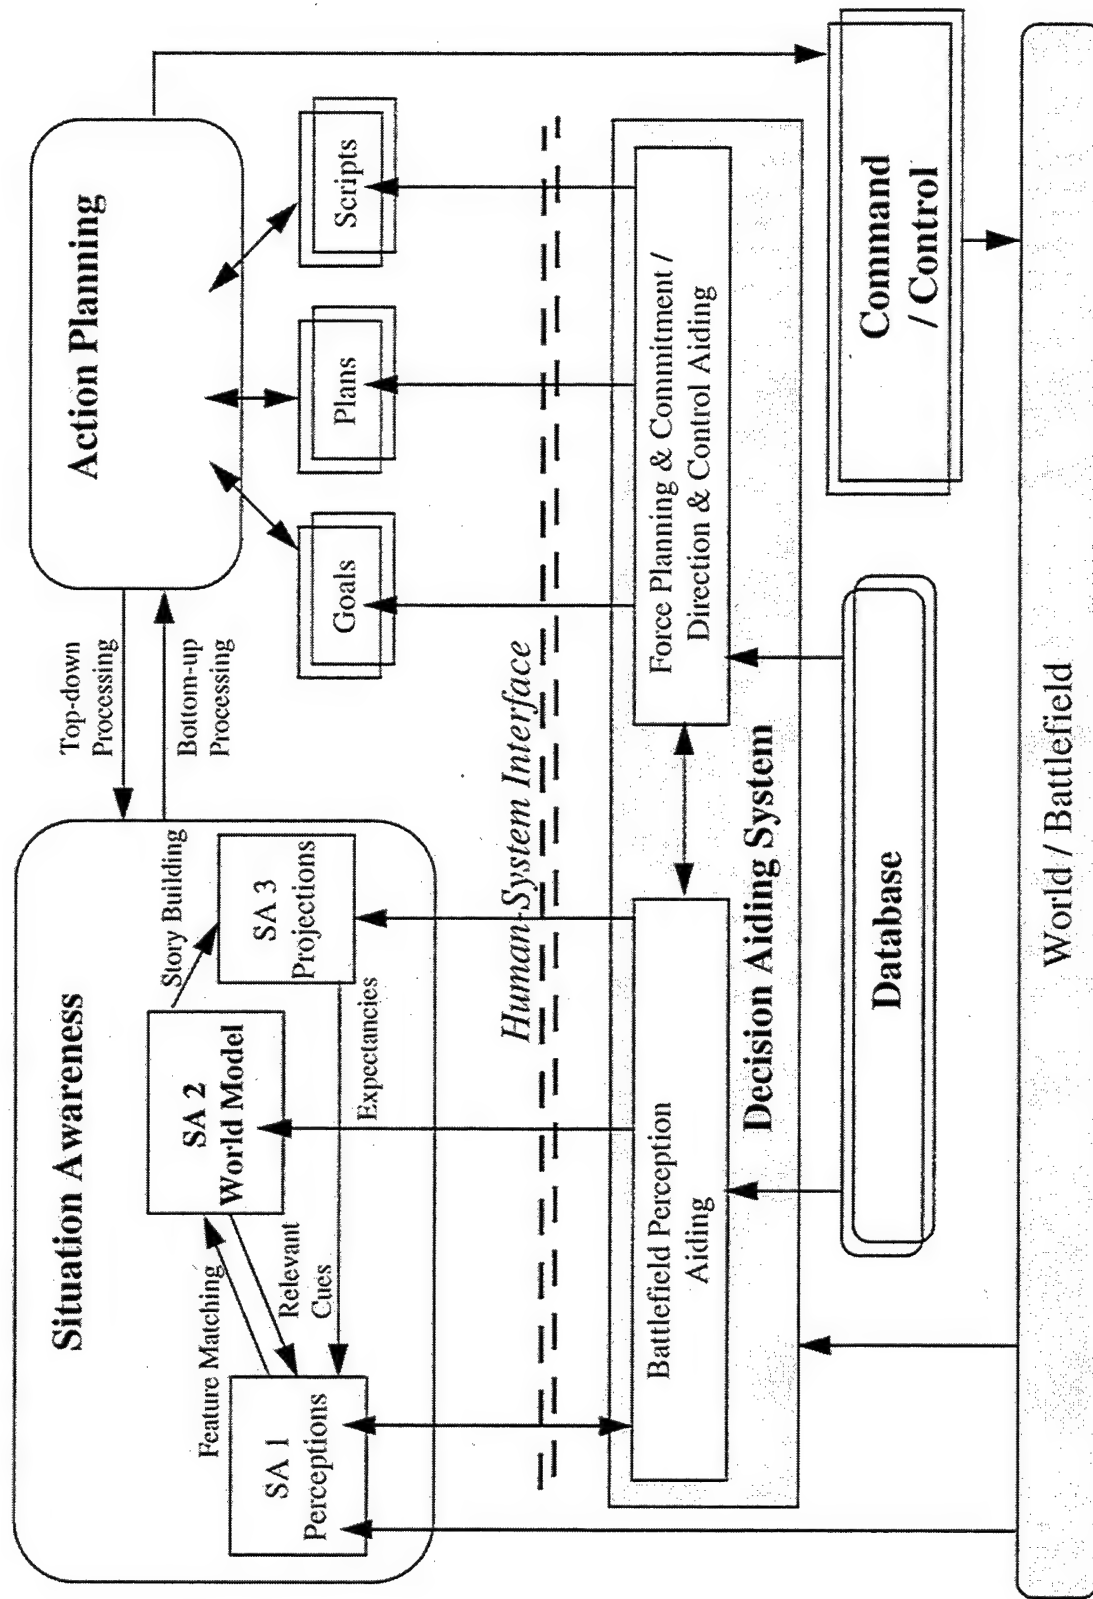 Situation Awareness
Feature Matching
SA 1
Perceptions
SA 2
World Model
Relevant
Cues
Story Building
SA 3
Projections
Expectancies
Top-down
Processing
Bottom-up
Processing
Action Planning
Goals
Plans
Scripts
Human-System Interface
Battlefield Perception
Aiding
Force Planning & Commitment /
Direction & Control Aiding
Decision Aiding System
Database
Command
/ Control
World / Battlefield